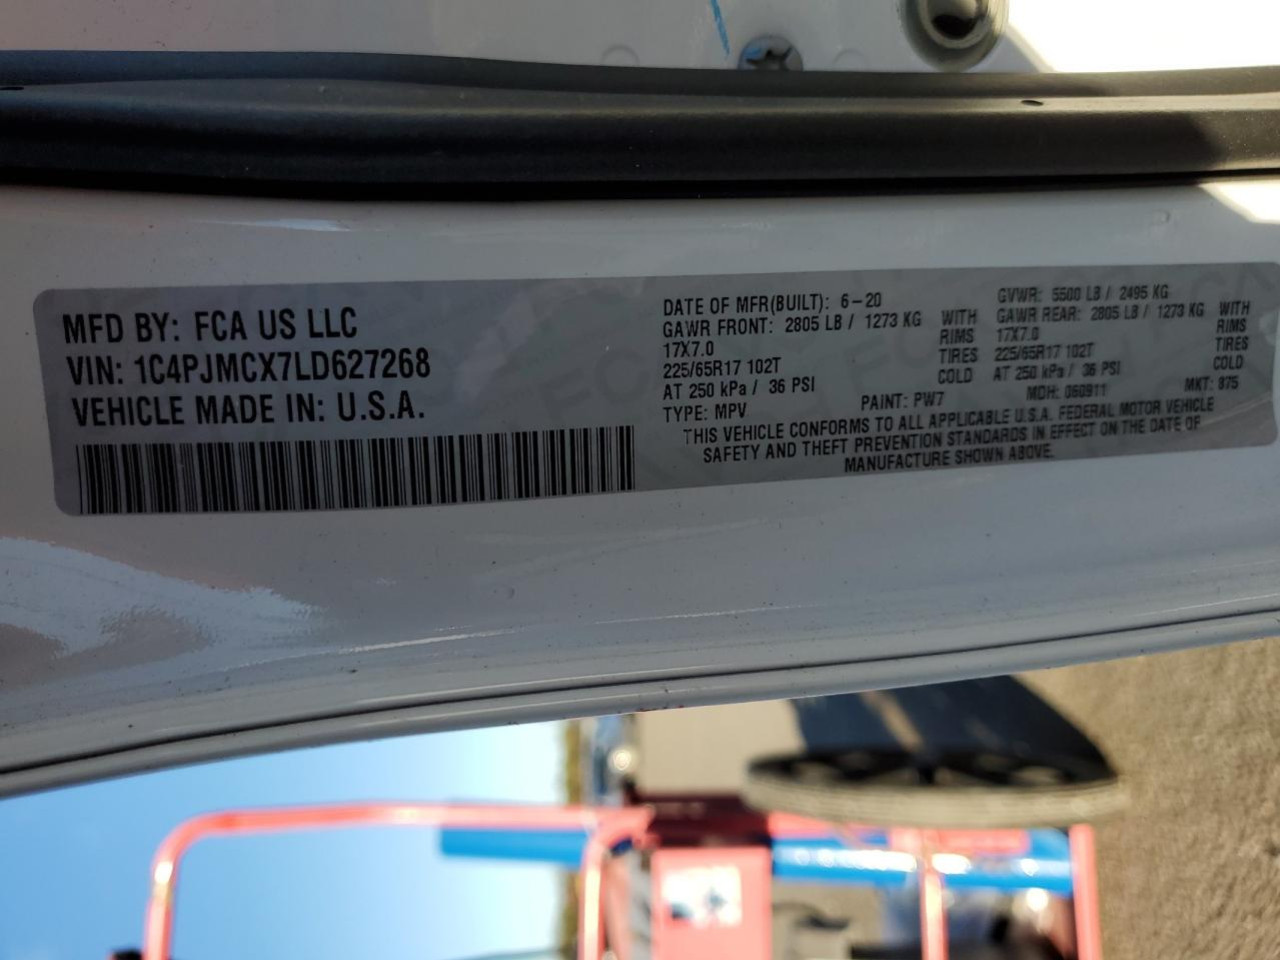 MFD BY: FCA US LLC
VIN: 1C4PJMCX7LD627268
VEHICLE MADE IN: U.S.A.
DATE OF MFR(BUILT): 6-20
GAWR FRONT: 2805 LB / 1273 KG WITH
17X7.0 RIMS
225/65R17 102T TIRES
AT 250 kPa / 36 PSI COLD
GVWR: 5500 LB / 2495 KG
GAWR REAR: 2805 LB / 1273 KG WITH
17X7.0 RIMS
225/65R17 102T TIRES
AT 250 kPa / 36 PSI COLD
TYPE: MPV PAINT: PW7 MDH: 060911 MKT: 875
THIS VEHICLE CONFORMS TO ALL APPLICABLE U.S.A. FEDERAL MOTOR VEHICLE
SAFETY AND THEFT PREVENTION STANDARDS IN EFFECT ON THE DATE OF
MANUFACTURE SHOWN ABOVE.